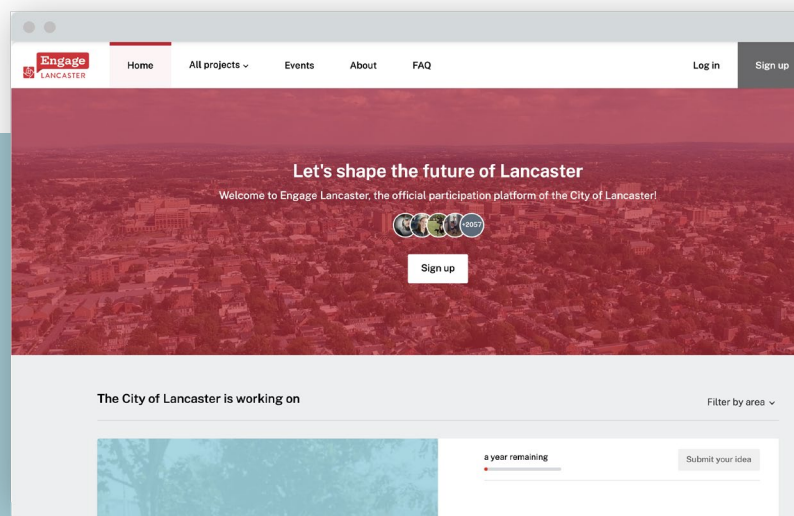 Engage
LANCASTER
Home
All projects
Events
About
FAQ
Log in
Sign up
Let's shape the future of Lancaster
Welcome to Engage Lancaster, the official participation platform of the City of Lancaster!
+2057
Sign up
The City of Lancaster is working on
Filter by area
a year remaining
Submit your idea